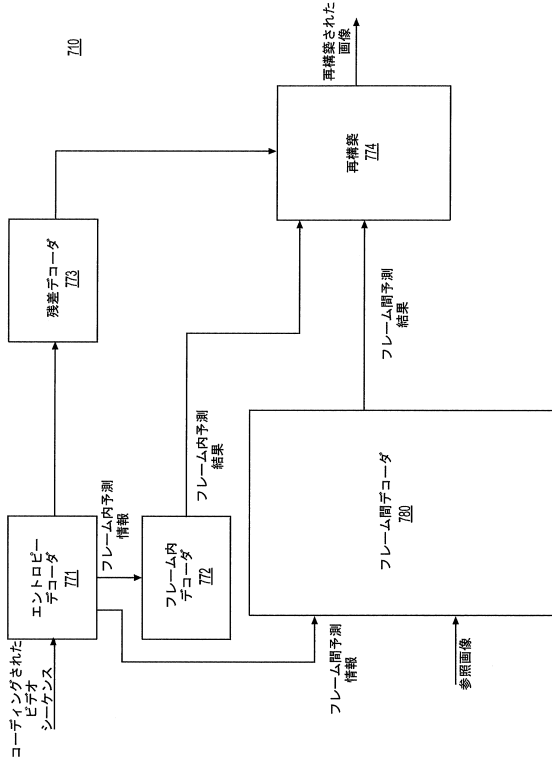 710
コーディングされた
ビデオ
シーケンス
エントロピー
デコーダ
771
残差デコーダ
773
フレーム内予測
情報
フレーム内
デコーダ
772
フレーム内予測
結果
再構築
774
再構築された
画像
フレーム間予測
情報
参照画像
フレーム間デコーダ
780
フレーム間予測
結果